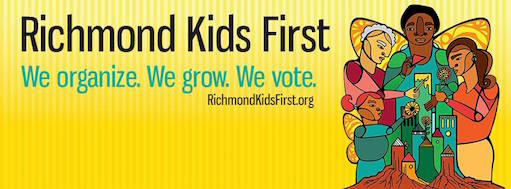 Richmond Kids First
We organize. We grow. We vote.
RichmondKidsFirst.org